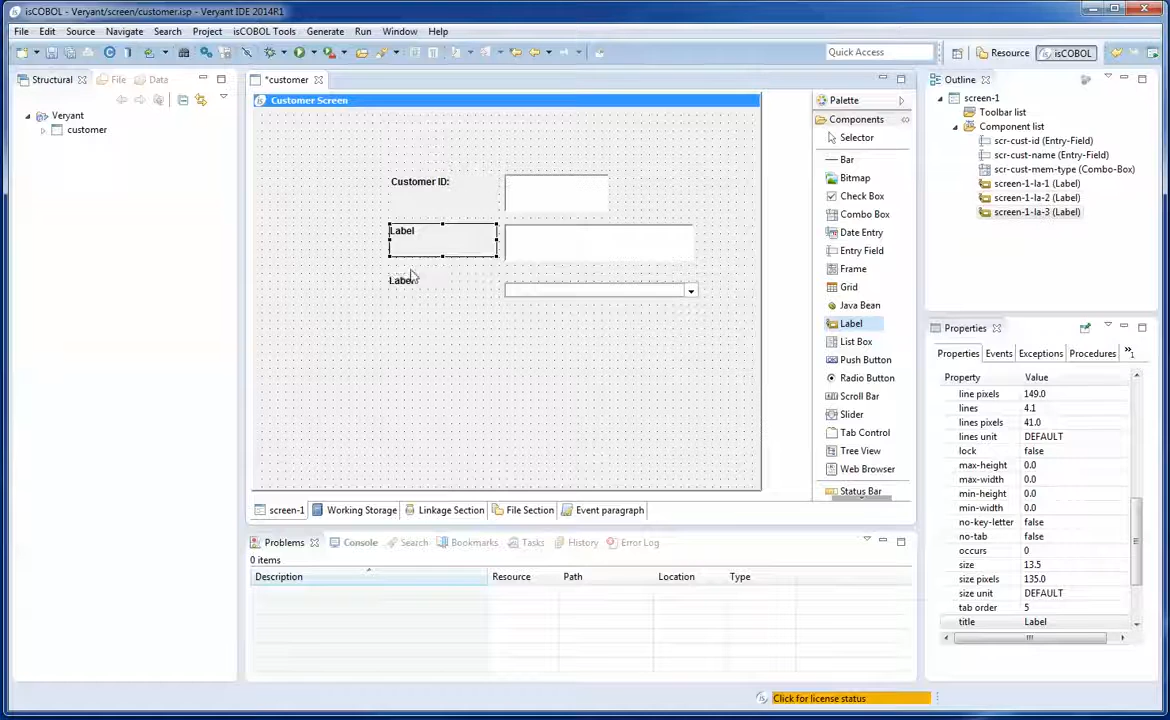 isCOBOL - Veryant/screen/customer.isp - Veryant IDE 2014R1
File Edit Source Navigate Search Project isCOBOL Tools Generate Run Window Help
Quick Access
Resource
isCOBOL
Structural
File
Data
Veryant
customer
*customer
Customer Screen
Customer ID:
Label
Label
screen-1
Working Storage
Linkage Section
File Section
Event paragraph
Palette
Components
Selector
Bar
Bitmap
Check Box
Combo Box
Date Entry
Entry Field
Frame
Grid
Java Bean
Label
List Box
Push Button
Radio Button
Scroll Bar
Slider
Tab Control
Tree View
Web Browser
Status Bar
Problems
Console
Search
Bookmarks
Tasks
History
Error Log
0 items
Description Resource Path Location Type
Outline
screen-1
Toolbar list
Component list
scr-cust-id (Entry-Field)
scr-cust-name (Entry-Field)
scr-cust-mem-type (Combo-Box)
screen-1-la-1 (Label)
screen-1-la-2 (Label)
screen-1-la-3 (Label)
Properties
Properties Events Exceptions Procedures »1
Property Value
line pixels 149.0
lines 4.1
lines pixels 41.0
lines unit DEFAULT
lock false
max-height 0.0
max-width 0.0
min-height 0.0
min-width 0.0
no-key-letter false
no-tab false
occurs 0
size 13.5
size pixels 135.0
size unit DEFAULT
tab order 5
title Label
Click for license status